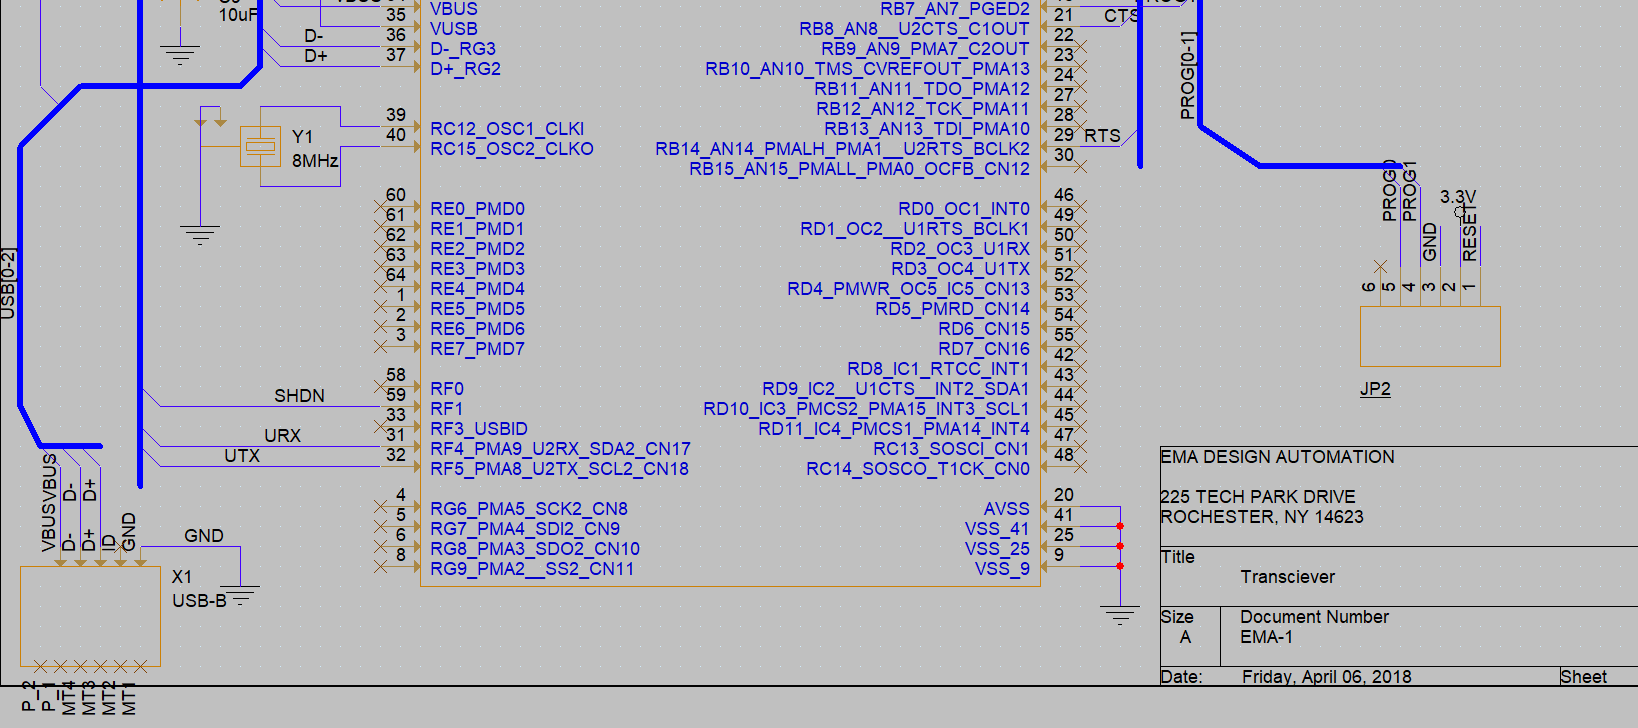 VBUS
35
VUSB
10uF
D-
36
D-_RG3
D+
37
D+_RG2
39
RC12_OSC1_CLKI
40
RC15_OSC2_CLKO
Y1
8MHz
60
RE0_PMD0
61
RE1_PMD1
62
RE2_PMD2
63
RE3_PMD3
64
RE4_PMD4
1
RE5_PMD5
2
RE6_PMD6
3
RE7_PMD7
58
RF0
SHDN
59
RF1
33
RF3_USBID
URX
31
RF4_PMA9_U2RX_SDA2_CN17
UTX
32
RF5_PMA8_U2TX_SCL2_CN18
4
RG6_PMA5_SCK2_CN8
5
RG7_PMA4_SDI2_CN9
6
RG8_PMA3_SDO2_CN10
8
RG9_PMA2__SS2_CN11
RB7_AN7_PGED2
21
CTS
RB8_AN8__U2CTS_C1OUT
22
RB9_AN9_PMA7_C2OUT
23
RB10_AN10_TMS_CVREFOUT_PMA13
24
RB11_AN11_TDO_PMA12
27
RB12_AN12_TCK_PMA11
28
RB13_AN13_TDI_PMA10
29
RTS
RB14_AN14_PMALH_PMA1__U2RTS_BCLK2
30
RB15_AN15_PMALL_PMA0_OCFB_CN12
46
RD0_OC1_INT0
49
RD1_OC2__U1RTS_BCLK1
50
RD2_OC3_U1RX
51
RD3_OC4_U1TX
52
RD4_PMWR_OC5_IC5_CN13
53
RD5_PMRD_CN14
54
RD6_CN15
55
RD7_CN16
42
RD8_IC1_RTCC_INT1
43
RD9_IC2__U1CTS__INT2_SDA1
44
RD10_IC3_PMCS2_PMA15_INT3_SCL1
45
RD11_IC4_PMCS1_PMA14_INT4
47
RC13_SOSCI_CN1
48
RC14_SOSCO_T1CK_CN0
20
AVSS
41
VSS_41
25
VSS_25
9
VSS_9
USB[0-2]
VBUS
VBUS
D-
D-
D+
D+
ID
GND
GND
X1
USB-B
P_2
P_1
MT4
MT3
MT2
MT1
PROG[0-1]
PROG0
PROG1
GND
3.3V
RESET
6
5
4
3
2
1
JP2
EMA DESIGN AUTOMATION
225 TECH PARK DRIVE
ROCHESTER, NY 14623
Title
Transciever
Size
A
Document Number
EMA-1
Date:
Friday, April 06, 2018
Sheet